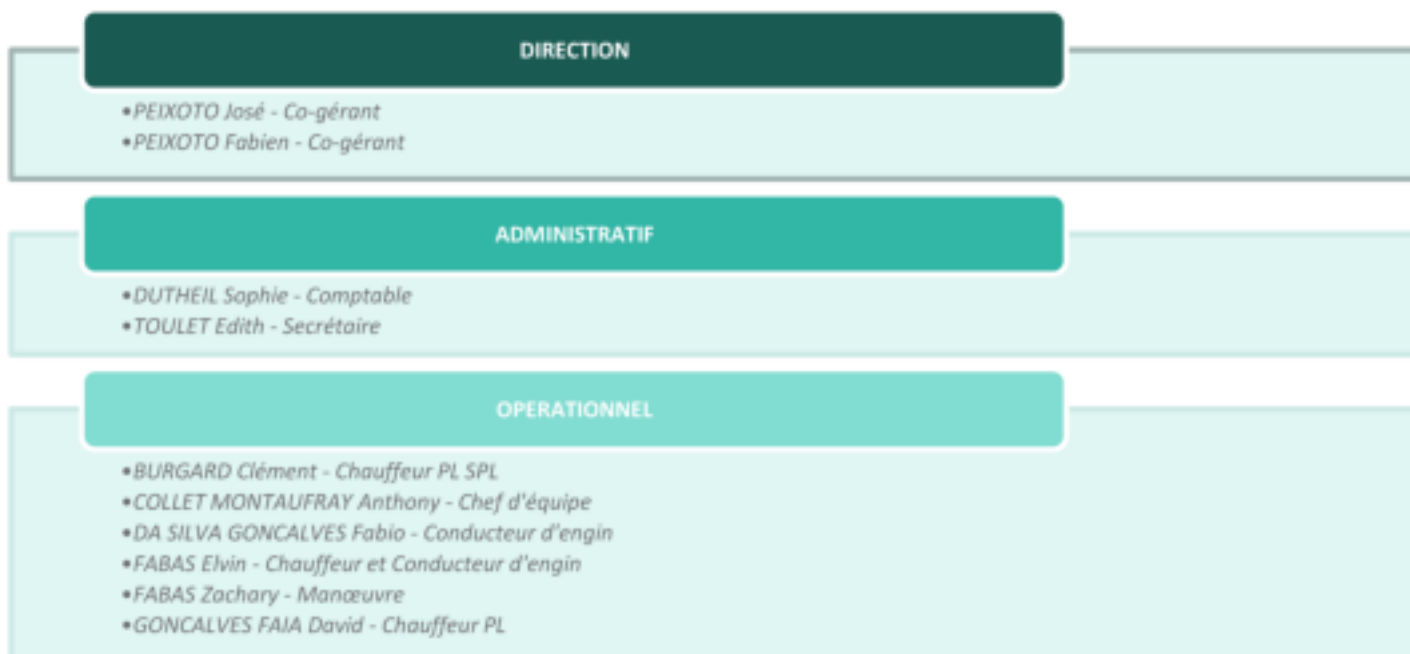 DIRECTION
•PEIXOTO José - Co-gérant
•PEIXOTO Fabien - Co-gérant
ADMINISTRATIF
•DUTHEIL Sophie - Comptable
•TOULET Edith - Secrétaire
OPERATIONNEL
•BURGARD Clément - Chauffeur PL SPL
•COLLET MONTAUFRAY Anthony - Chef d'équipe
•DA SILVA GONCALVES Fabio - Conducteur d'engin
•FABAS Elvin - Chauffeur et Conducteur d'engin
•FABAS Zachary - Manœuvre
•GONCALVES FAIA David - Chauffeur PL